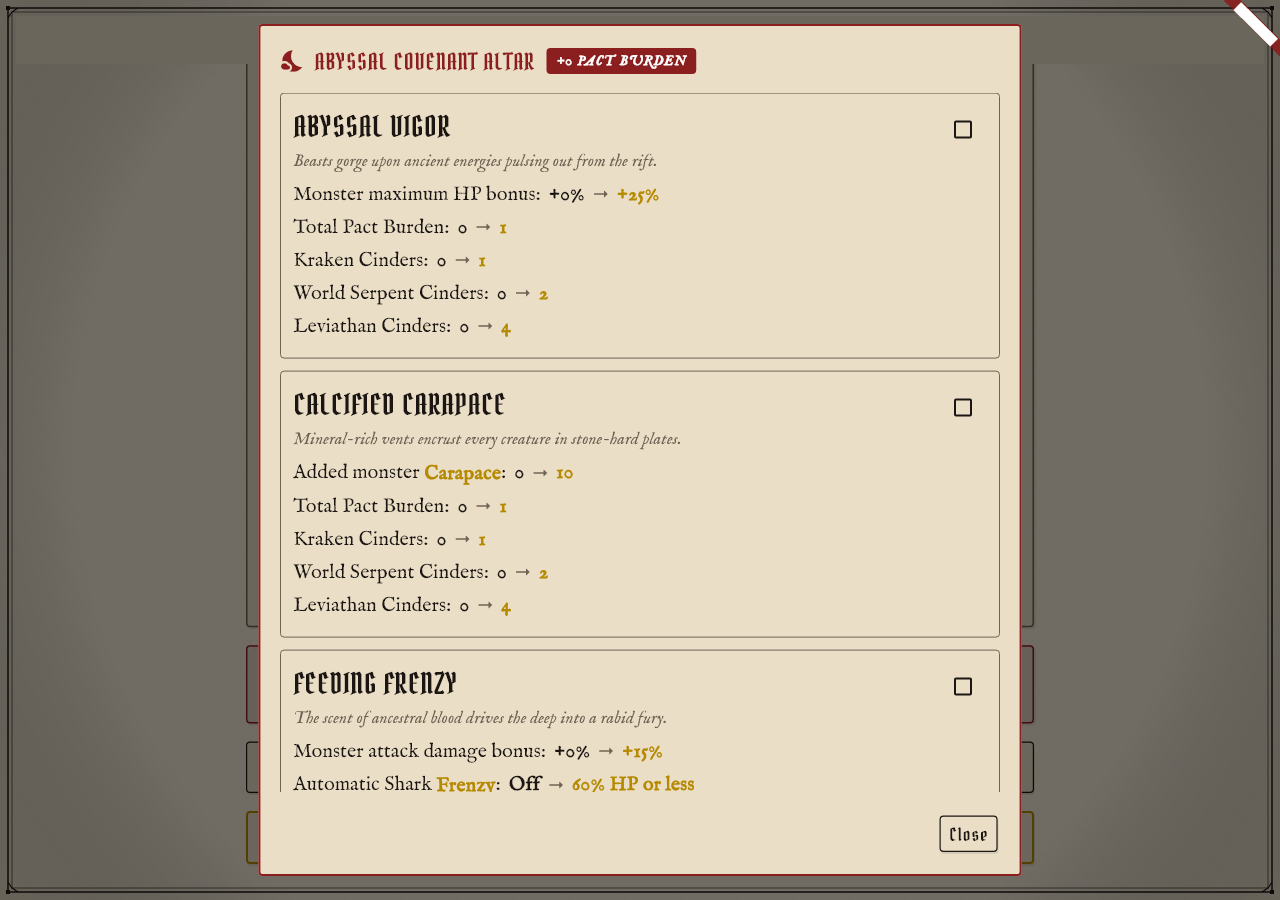 ABYSSAL COVENANT ALTAR +0 PACT BURDEN
ABYSSAL VIGOR
Beasts gorge upon ancient energies pulsing out from the rift.
Monster maximum HP bonus: +0% → +25%
Total Pact Burden: 0 → 1
Kraken Cinders: 0 → 1
World Serpent Cinders: 0 → 2
Leviathan Cinders: 0 → 4
CALCIFIED CARAPACE
Mineral-rich vents encrust every creature in stone-hard plates.
Added monster Carapace: 0 → 10
Total Pact Burden: 0 → 1
Kraken Cinders: 0 → 1
World Serpent Cinders: 0 → 2
Leviathan Cinders: 0 → 4
FEEDING FRENZY
The scent of ancestral blood drives the deep into a rabid fury.
Monster attack damage bonus: +0% → +15%
Automatic Shark Frenzy: Off → 60% HP or less
Close